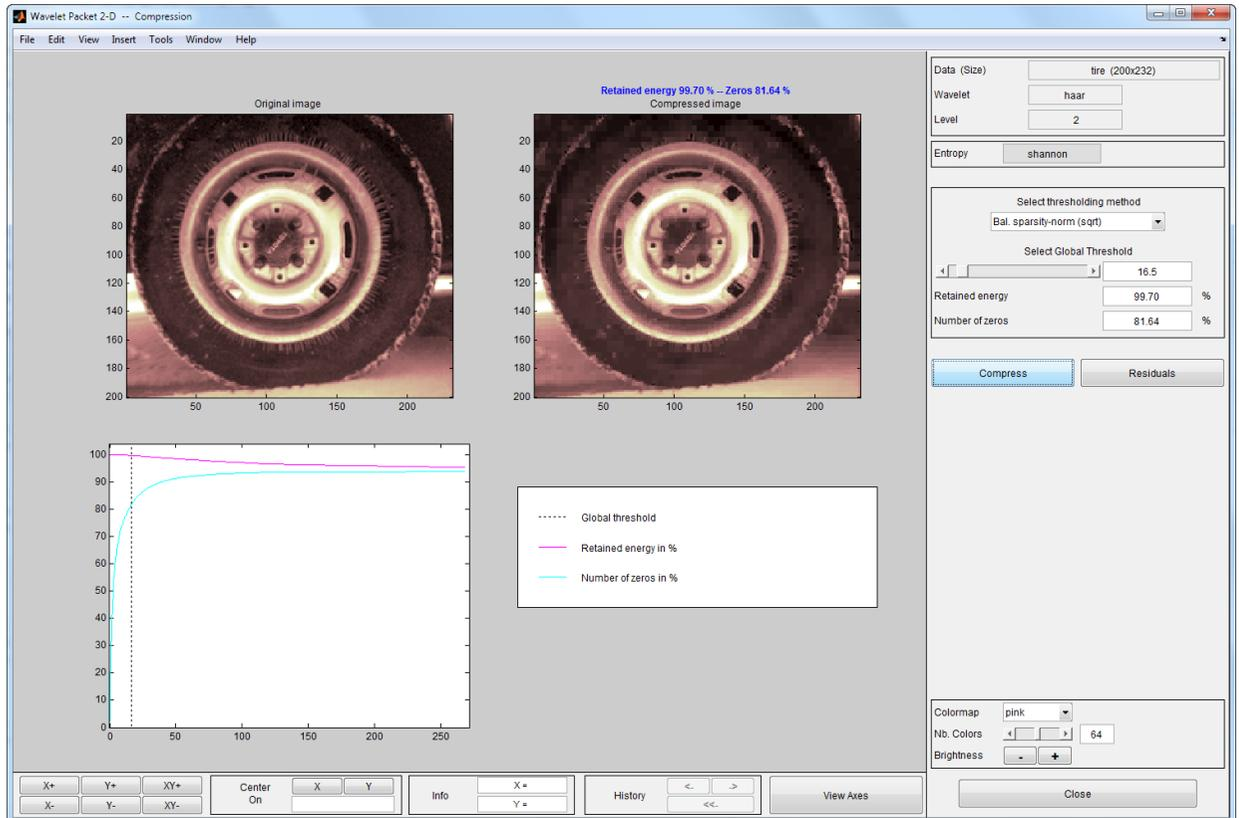 Wavelet Packet 2-D -- Compression
File Edit View Insert Tools Window Help
Original image
Retained energy 99.70 % -- Zeros 81.64 %
Compressed image
20
40
60
80
100
120
140
160
180
200
50 100 150 200
20
40
60
80
100
120
140
160
180
200
50 100 150 200
100
90
80
70
60
50
40
30
20
10
0
0 50 100 150 200 250
Global threshold
Retained energy in %
Number of zeros in %
Data (Size) tire (200x232)
Wavelet haar
Level 2
Entropy shannon
Select thresholding method
Bal. sparsity-norm (sqrt)
Select Global Threshold
16.5
Retained energy 99.70 %
Number of zeros 81.64 %
Compress Residuals
Colormap pink
Nb. Colors 64
Brightness - +
Close
X+ Y+ XY+
X- Y- XY-
Center On X Y
Info X = Y =
History <- -> <<-
View Axes